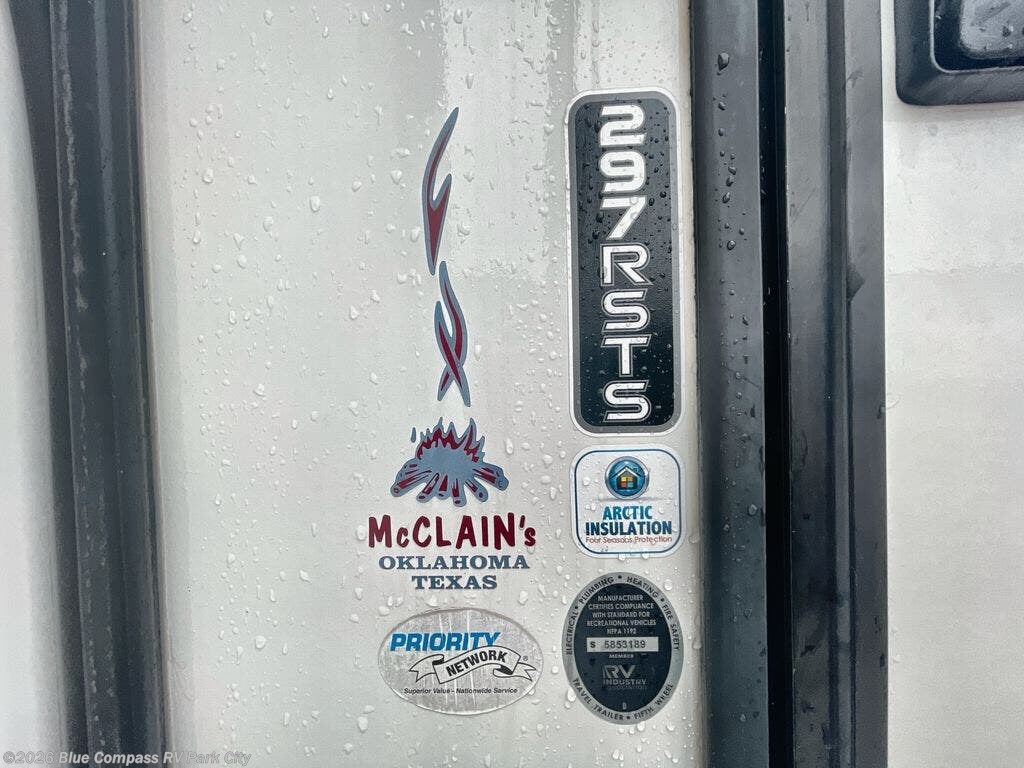 297RSTS
ARCTIC
INSULATION
Four Seasons Protection
McCLAIN's
OKLAHOMA
TEXAS
PRIORITY
NETWORK®
Superior Value - Nationwide Service
ELECTRICAL • PLUMBING • HEATING • FIRE SAFETY
MANUFACTURER
CERTIFIES COMPLIANCE
WITH STANDARD FOR
RECREATIONAL VEHICLES
NFPA 1192
S 5853189
MEMBER
RV
INDUSTRY
ASSOCIATION
D
TRAVEL TRAILER • FIFTH WHEEL
©2026 Blue Compass RV Park City